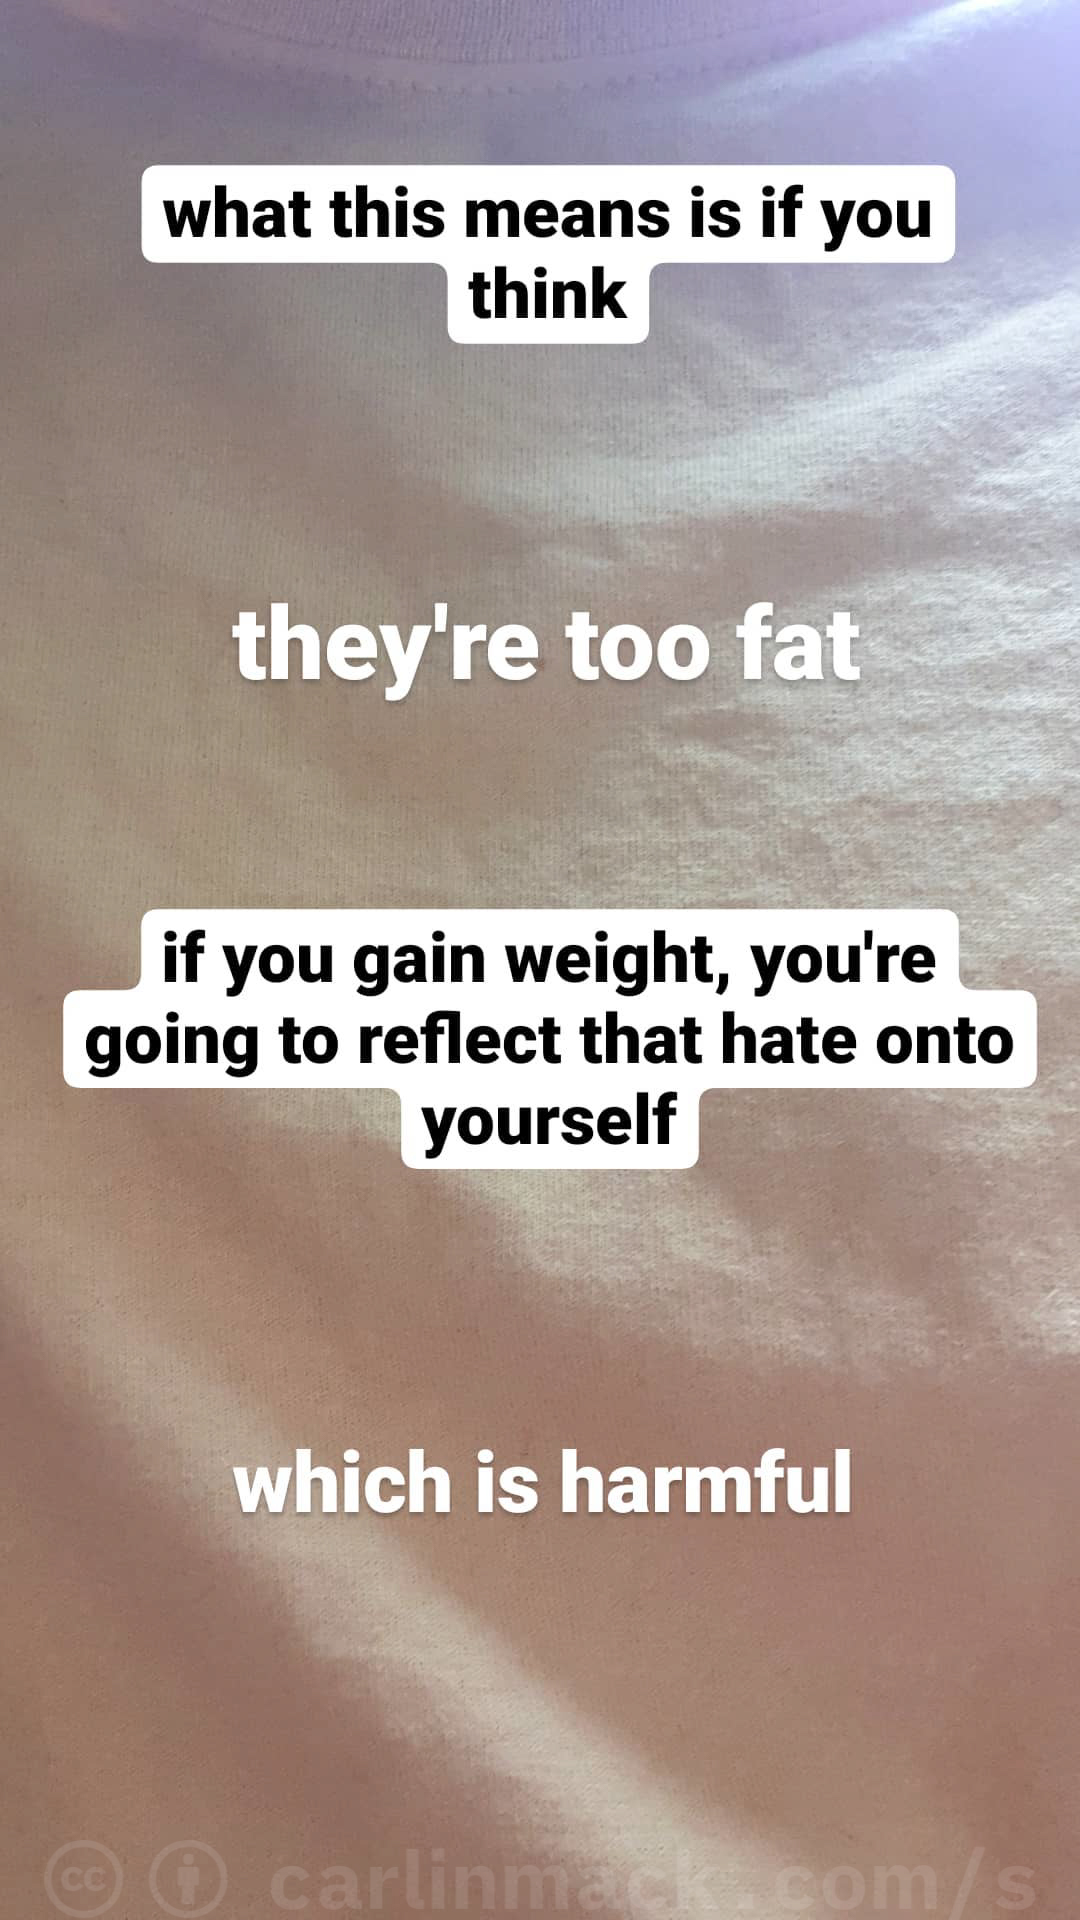 what this means is if you
think
they're too fat
if you gain weight, you're
going to reflect that hate onto
yourself
which is harmful
cc carlinmack.com/s